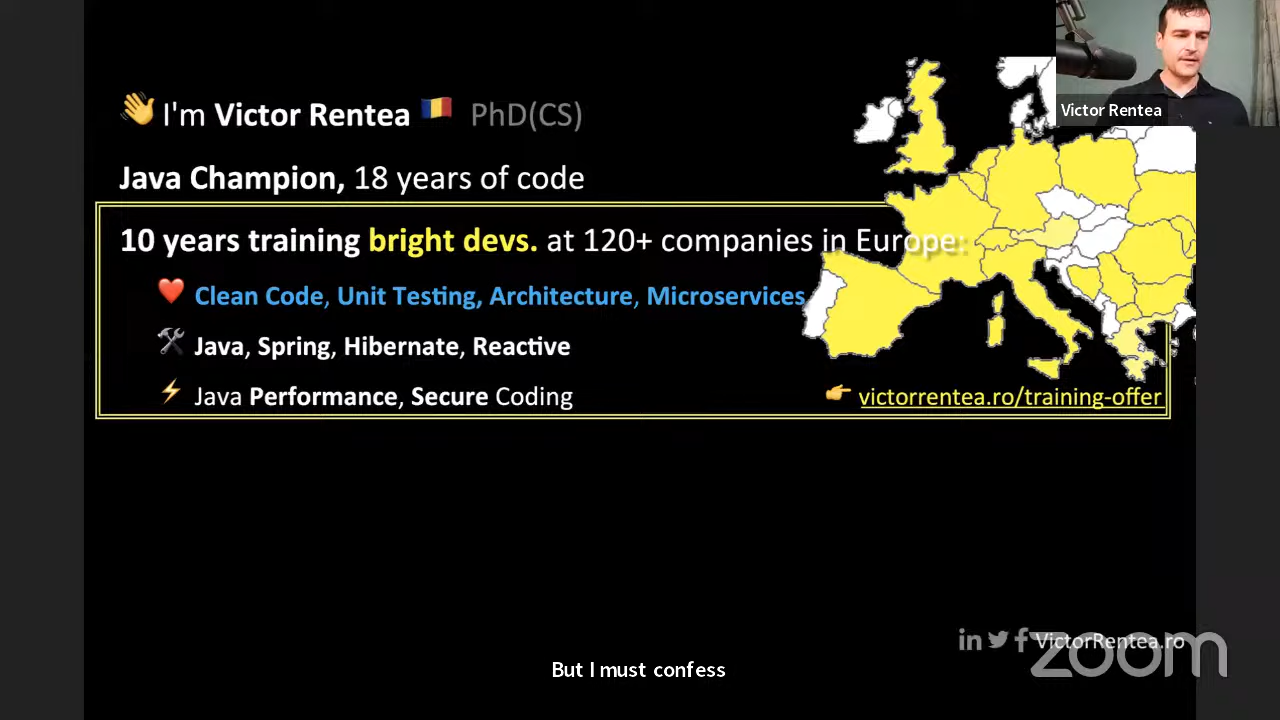 👋 I'm Victor Rentea 🇷🇴 PhD(CS)
Victor Rentea
Java Champion, 18 years of code
10 years training bright devs. at 120+ companies in Europe:
❤️ Clean Code, Unit Testing, Architecture, Microservices
🛠 Java, Spring, Hibernate, Reactive
⚡ Java Performance, Secure Coding
👉 victorrentea.ro/training-offer
in f VictorRentea.ro
zoom
But I must confess